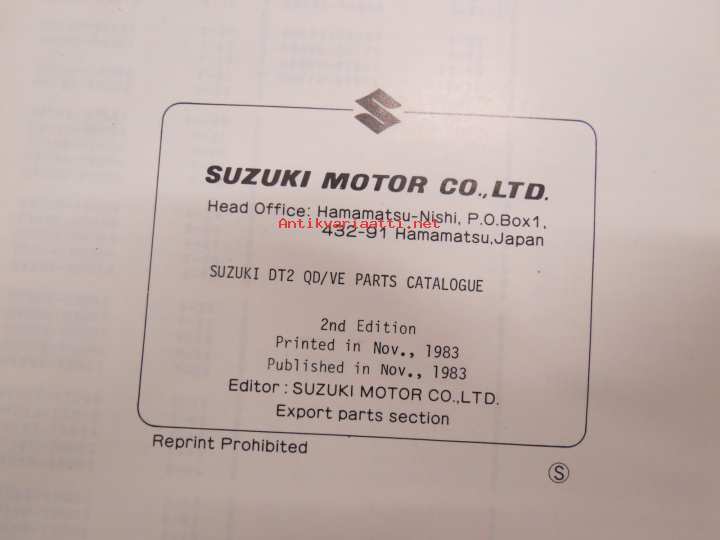 SUZUKI MOTOR CO.,LTD.
Head Office: Hamamatsu-Nishi, P.O.Box1,
Antikvariaatti.net
432-91 Hamamatsu,Japan
SUZUKI DT2 QD/VE PARTS CATALOGUE
2nd Edition
Printed in Nov., 1983
Published in Nov., 1983
Editor : SUZUKI MOTOR CO.,LTD.
Export parts section
Reprint Prohibited
Ⓢ